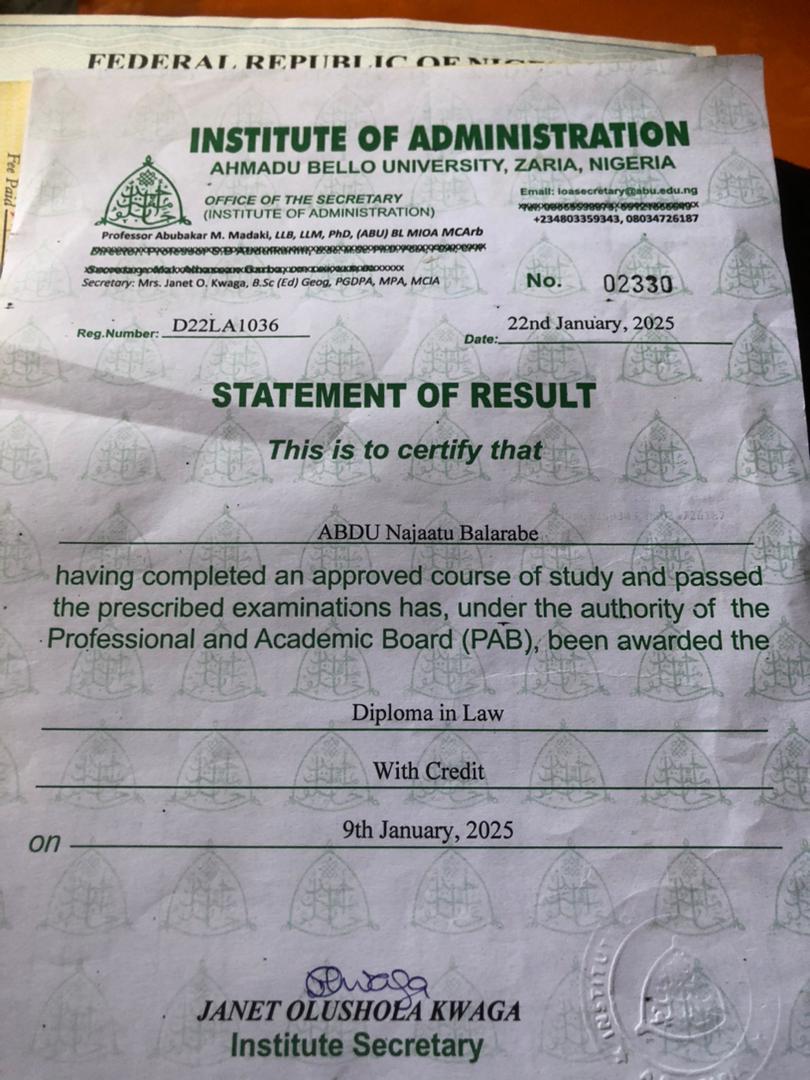 FEDERAL REPUBLIC OF
Fee Paid
INSTITUTE OF ADMINISTRATION
AHMADU BELLO UNIVERSITY, ZARIA, NIGERIA
OFFICE OF THE SECRETARY
(INSTITUTE OF ADMINISTRATION)
Email: ioasecretary@abu.edu.ng
+234803359343, 08034726187
Professor Abubakar M. Madaki, LLB, LLM, PhD, (ABU) BL MIOA MCArb
Secretary: Mrs. Janet O. Kwaga, B.Sc (Ed) Geog, PGDPA, MPA, MCIA
No. 02330
Reg.Number: D22LA1036
Date: 22nd January, 2025
STATEMENT OF RESULT
This is to certify that
ABDU Najaatu Balarabe
having completed an approved course of study and passed
the prescribed examinations has, under the authority of the
Professional and Academic Board (PAB), been awarded the
Diploma in Law
With Credit
on 9th January, 2025
JANET OLUSHOLA KWAGA
Institute Secretary